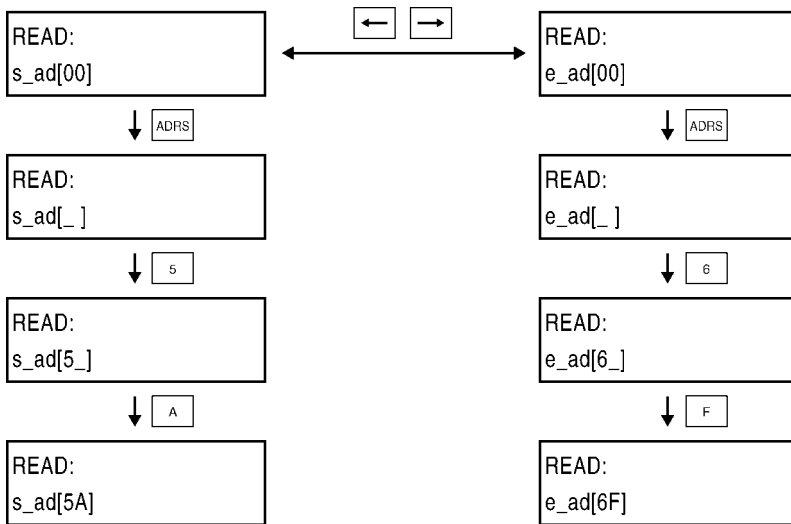 READ:
s_ad[00]
← →
READ:
e_ad[00]
ADRS
ADRS
READ:
s_ad[_ ]
READ:
e_ad[_ ]
5
6
READ:
s_ad[5_]
READ:
e_ad[6_]
A
F
READ:
s_ad[5A]
READ:
e_ad[6F]